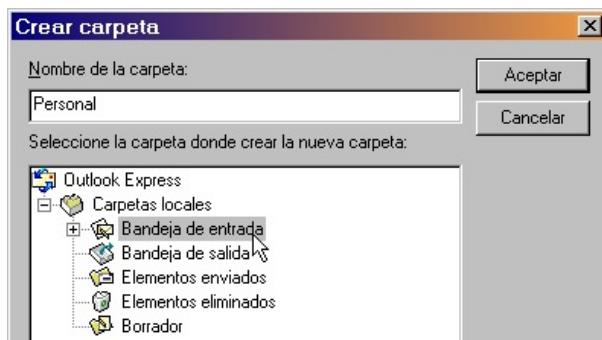 Crear carpeta
Nombre de la carpeta:
Aceptar
Personal
Cancelar
Seleccione la carpeta donde crear la nueva carpeta:
Outlook Express
Carpetas locales
Bandeja de entrada
Bandeja de salida
Elementos enviados
Elementos eliminados
Borrador